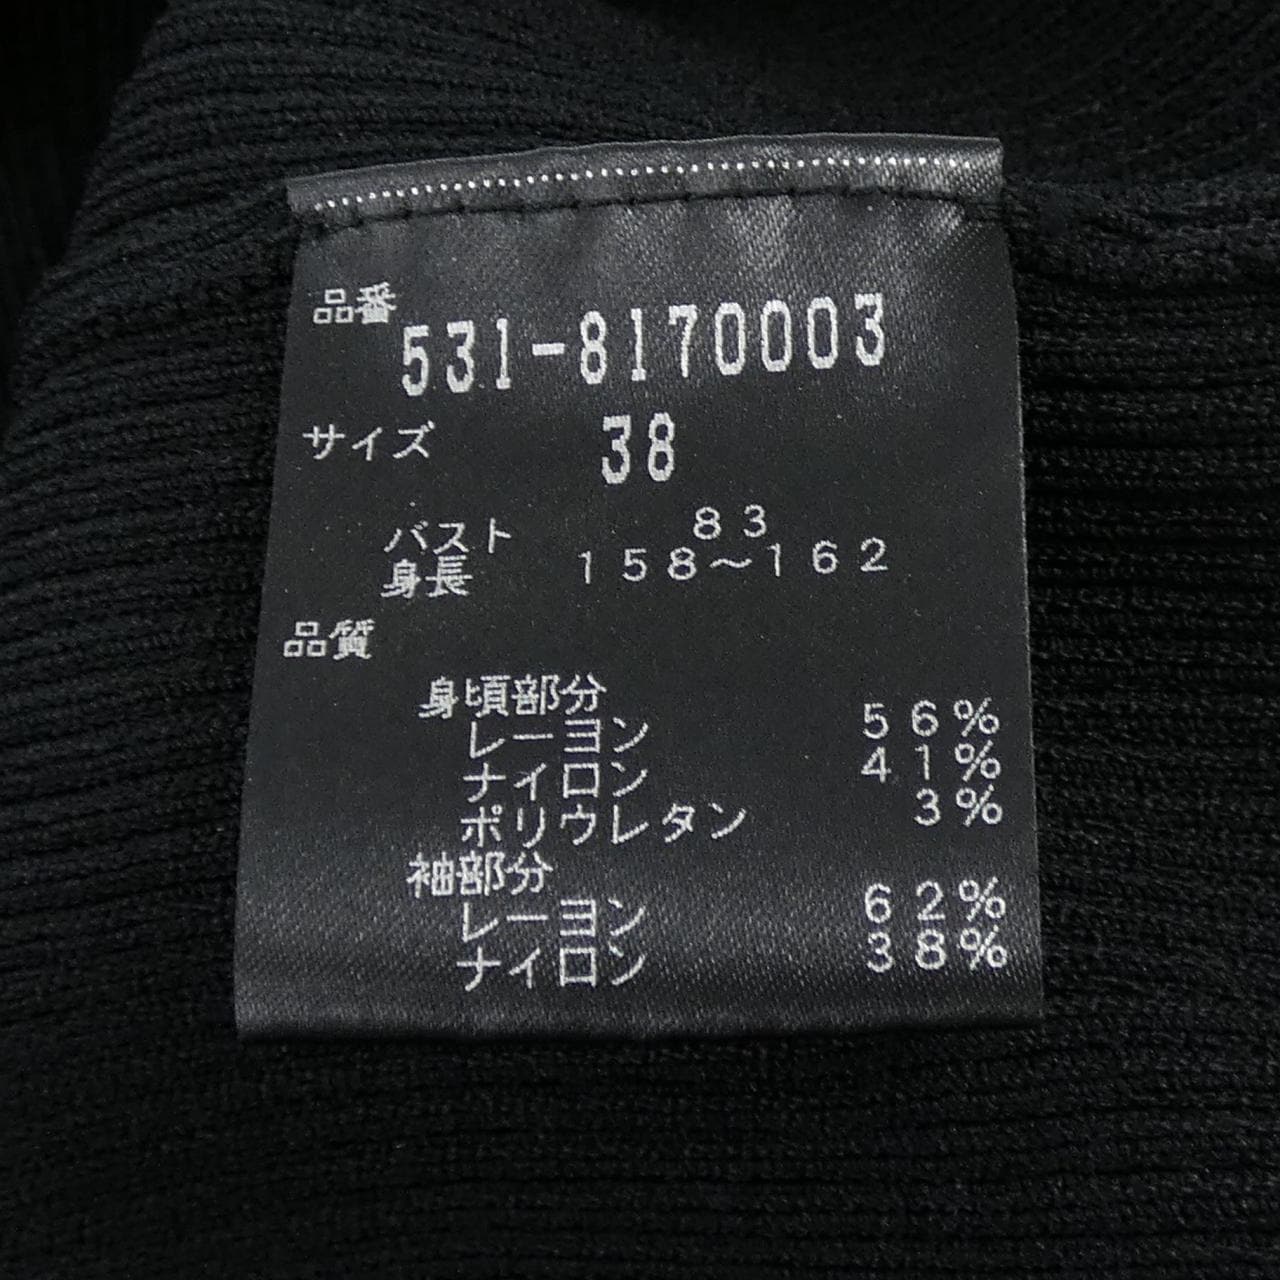 品番
531-8170003
サイズ 38
バスト 83
身長 158~162
品質
身頃部分
レーヨン 56%
ナイロン 41%
ポリウレタン 3%
袖部分
レーヨン 62%
ナイロン 38%